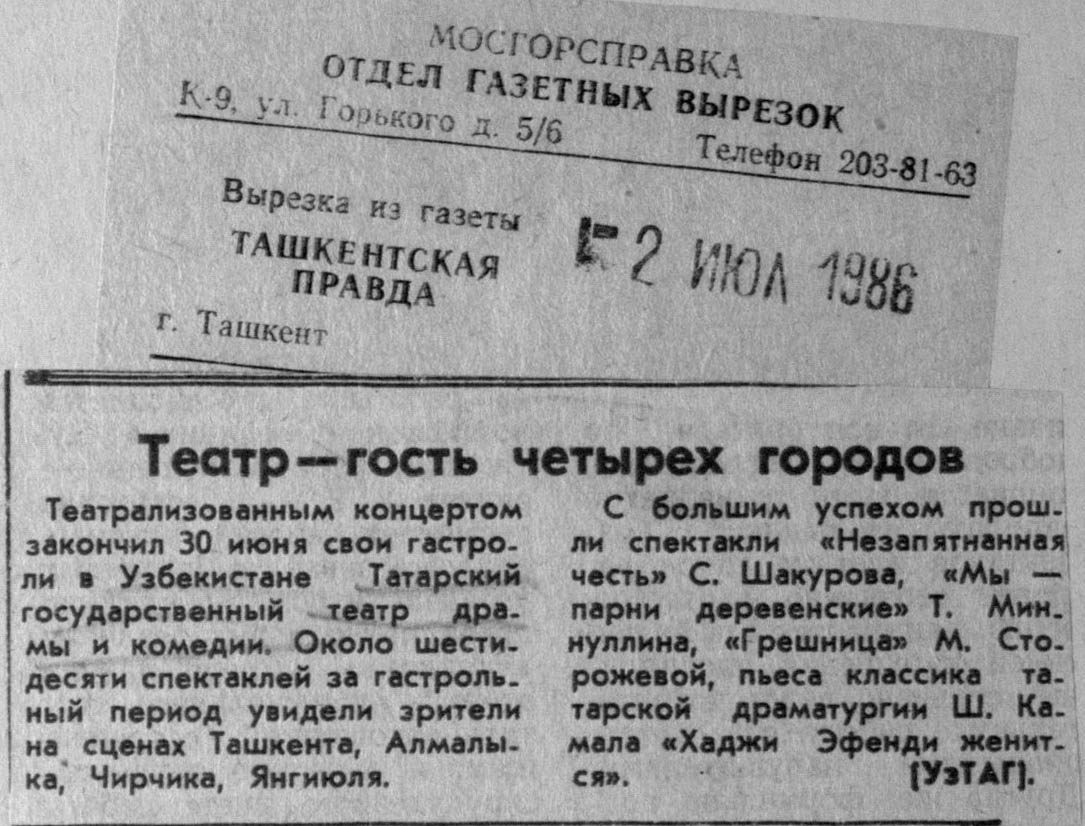 МОСГОРСПРАВКА
ОТДЕЛ ГАЗЕТНЫХ ВЫРЕЗОК
К-9, ул. Горького д. 5/6 Телефон 203-81-63
Вырезка из газеты
ТАШКЕНТСКАЯ
ПРАВДА
г. Ташкент
2 ИЮЛ 1986
Театр — гость четырех городов
Театрализованным концертом
закончил 30 июня свои гастро-
ли в Узбекистане Татарский
государственный театр дра-
мы и комедии. Около шести-
десяти спектаклей за гастроль-
ный период увидели зрители
на сценах Ташкента, Алмалы-
ка, Чирчика, Янгиюля.
С большим успехом прош-
ли спектакли «Незапятнанная
честь» С. Шакурова, «Мы —
парни деревенские» Т. Мин-
нуллина, «Грешница» М. Сто-
рожевой, пьеса классика та-
тарской драматургии Ш. Ка-
мала «Хаджи Эфенди женит-
ся». (УзТАГ).